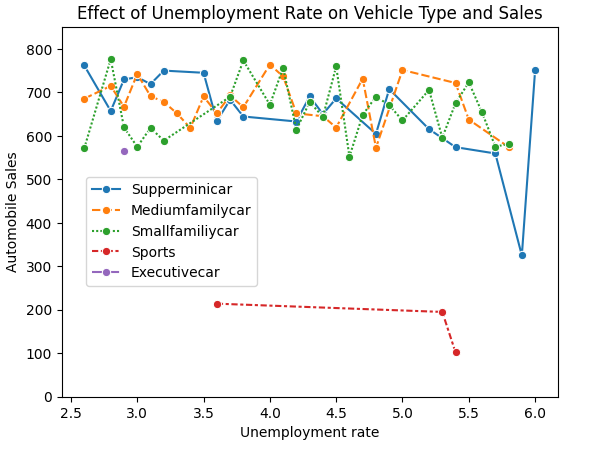 Effect of Unemployment Rate on Vehicle Type and Sales
Automobile Sales
800
700
600
500
400
300
200
100
0
Supperminicar
Mediumfamilycar
Smallfamiliycar
Sports
Executivecar
2.5 3.0 3.5 4.0 4.5 5.0 5.5 6.0
Unemployment rate